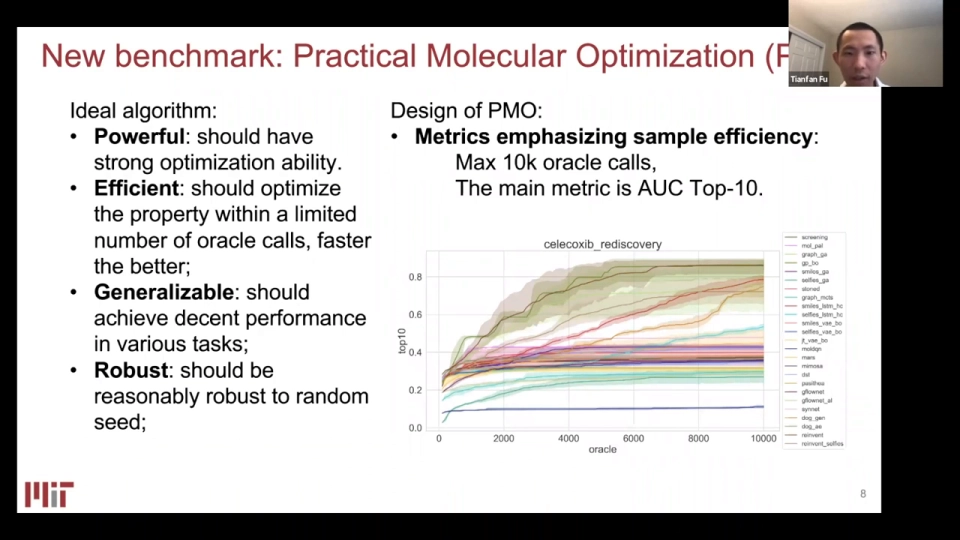 New benchmark: Practical Molecular Optimization (
Tianfan Fu
Ideal algorithm:
• Powerful: should have
strong optimization ability.
• Efficient: should optimize
the property within a limited
number of oracle calls, faster
the better;
• Generalizable: should
achieve decent performance
in various tasks;
• Robust: should be
reasonably robust to random
seed;
Design of PMO:
• Metrics emphasizing sample efficiency:
Max 10k oracle calls,
The main metric is AUC Top-10.
celecoxib_rediscovery
top10
0.8
0.6
0.4
0.2
0.0
0 2000 4000 6000 8000 10000
oracle
screening
mol_pal
graph_ga
gp_bo
smiles_ga
selfies_ga
stoned
graph_mcts
smiles_lstm_hc
selfies_lstm_hc
smiles_vae_bo
selfies_vae_bo
jt_vae_bo
moldqn
mars
mimosa
dst
pasithea
gflownet
gflownet_al
synnet
dog_gen
dog_ae
reinvent
reinvent_selfies
MIT
8